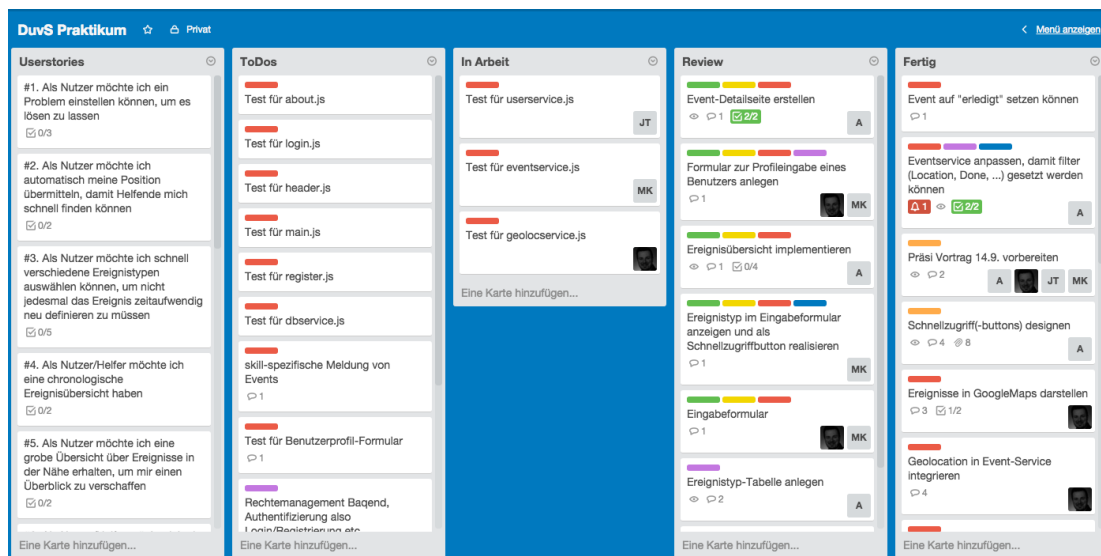 DuvS Praktikum
Privat
Menü anzeigen
Userstories
#1. Als Nutzer möchte ich ein
Problem einstellen können, um es
lösen zu lassen
0/3
#2. Als Nutzer möchte ich
automatisch meine Position
übermitteln, damit Helfende mich
schnell finden können
0/2
#3. Als Nutzer möchte ich schnell
verschiedene Ereignistypen
auswählen können, um nicht
jedesmal das Ereignis zeitaufwendig
neu definieren zu müssen
0/5
#4. Als Nutzer/Helfer möchte ich
eine chronologische
Ereignisübersicht haben
0/2
#5. Als Nutzer möchte ich eine
grobe Übersicht über Ereignisse in
der Nähe erhalten, um mir einen
Überblick zu verschaffen
0/2
Eine Karte hinzufügen...
ToDos
Test für about.js
Test für login.js
Test für header.js
Test für main.js
Test für register.js
Test für dbservice.js
skill-spezifische Meldung von
Events
1
Test für Benutzerprofil-Formular
1
Rechtemanagement Baqend,
Authentifizierung also
Login/Registrierung etc
Eine Karte hinzufügen...
In Arbeit
Test für userservice.js
JT
Test für eventservice.js
MK
Test für geolocservice.js
Eine Karte hinzufügen...
Review
Event-Detailseite erstellen
1 2/2
A
Formular zur Profileingabe eines
Benutzers anlegen
1
MK
Ereignisübersicht implementieren
1 0/4
A
Ereignistyp im Eingabeformular
anzeigen und als
Schnellzugriffbutton realisieren
1
MK
Eingabeformular
1
MK
Ereignistyp-Tabelle anlegen
2
A
Eine Karte hinzufügen...
Fertig
Event auf "erledigt" setzen können
1
Eventservice anpassen, damit filter
(Location, Done, ...) gesetzt werden
können
1 2/2
A
Präsi Vortrag 14.9. vorbereiten
2
A JT MK
Schnellzugriff(-buttons) designen
4 8
A
Ereignisse in GoogleMaps darstellen
3 1/2
Geolocation in Event-Service
integrieren
4
Eine Karte hinzufügen...